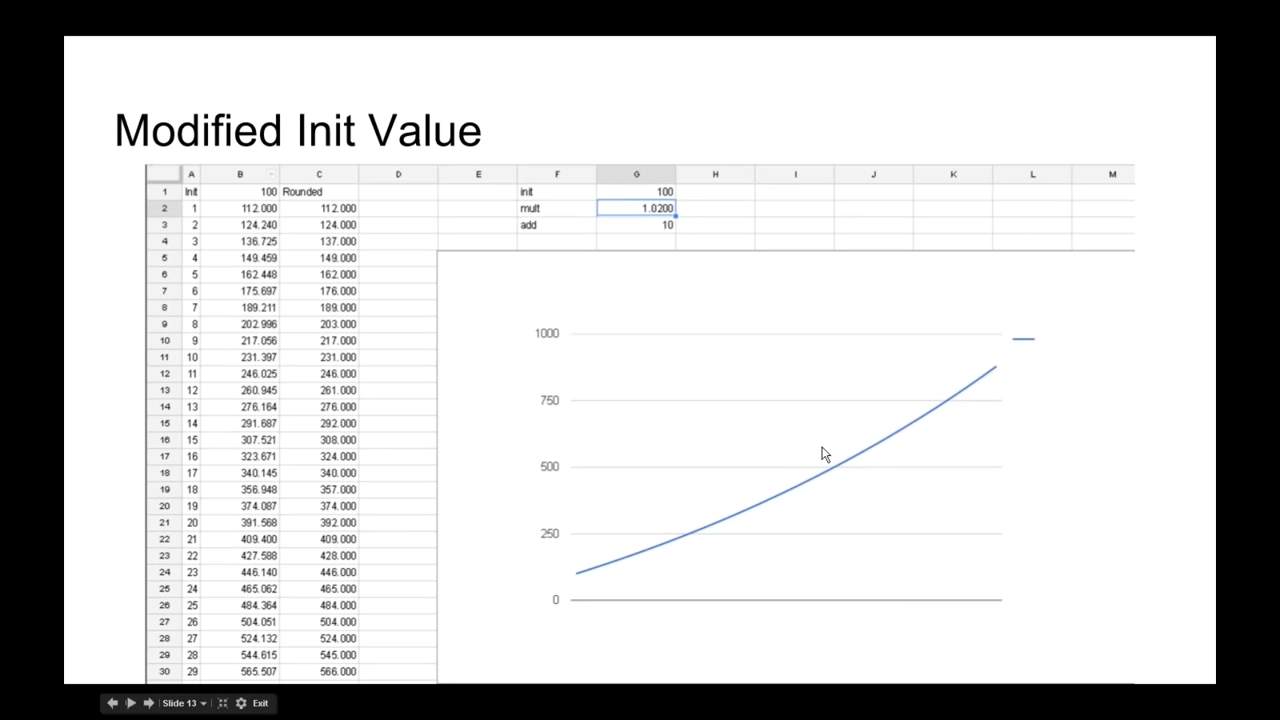 Modified Init Value
A B C D E F G H I J K L M
1 Init 100 Rounded init 100
2 1 112.000 112.000 mult 1.0200
3 2 124.240 124.000 add 10
4 3 136.725 137.000
5 4 149.459 149.000
6 5 162.448 162.000
7 6 175.697 176.000
8 7 189.211 189.000
9 8 202.996 203.000
10 9 217.056 217.000
11 10 231.397 231.000
12 11 246.025 246.000
13 12 260.945 261.000
14 13 276.164 276.000
15 14 291.687 292.000
16 15 307.521 308.000
17 16 323.671 324.000
18 17 340.145 340.000
19 18 356.948 357.000
20 19 374.087 374.000
21 20 391.568 392.000
22 21 409.400 409.000
23 22 427.588 428.000
24 23 446.140 446.000
25 24 465.062 465.000
26 25 484.364 484.000
27 26 504.051 504.000
28 27 524.132 524.000
29 28 544.615 545.000
30 29 565.507 566.000
1000
750
500
250
0
Slide 13 Exit